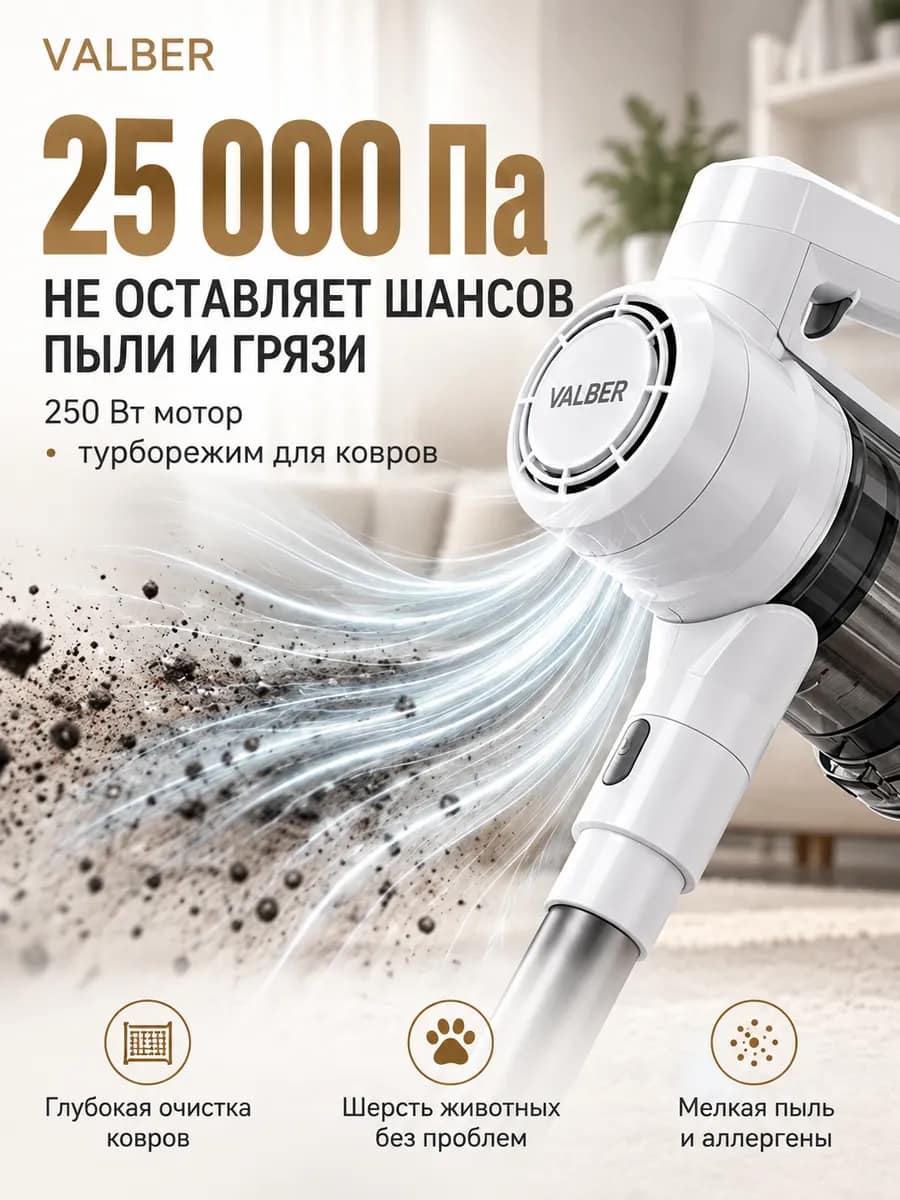 VALBER
25 000 Па
НЕ ОСТАВЛЯЕТ ШАНСОВ
ПЫЛИ И ГРЯЗИ
250 Вт мотор
• турборежим для ковров
VALBER
Глубокая очистка
ковров
Шерсть животных
без проблем
Мелкая пыль
и аллергены